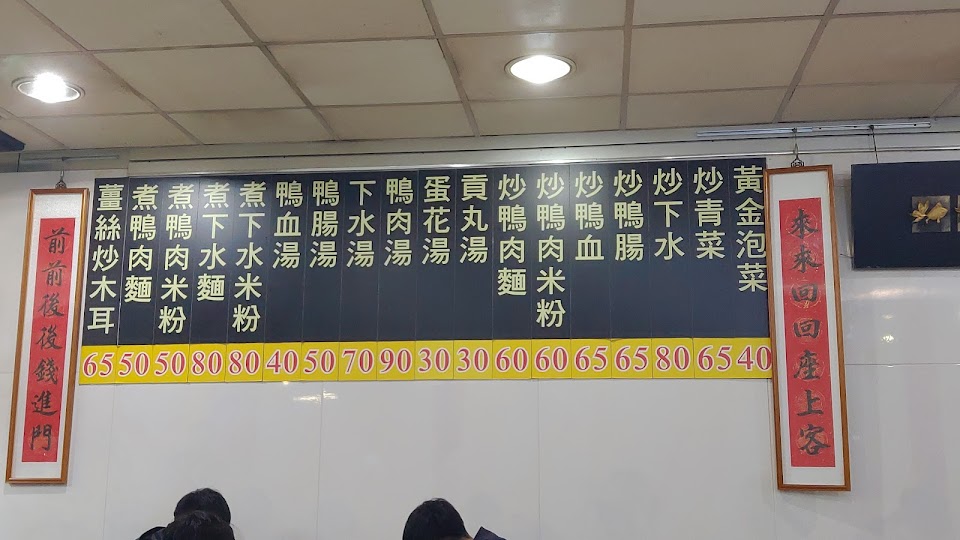 來來回回座上客
黃金泡菜 40
炒青菜 65
炒下水 80
炒鴨腸 65
炒鴨血 65
炒鴨肉米粉 60
炒鴨肉麵 60
貢丸湯 30
蛋花湯 30
鴨肉湯 90
下水湯 70
鴨腸湯 50
鴨血湯 40
煮下水米粉 80
煮下水麵 80
煮鴨肉米粉 50
煮鴨肉麵 50
薑絲炒木耳 65
前前後後錢進門